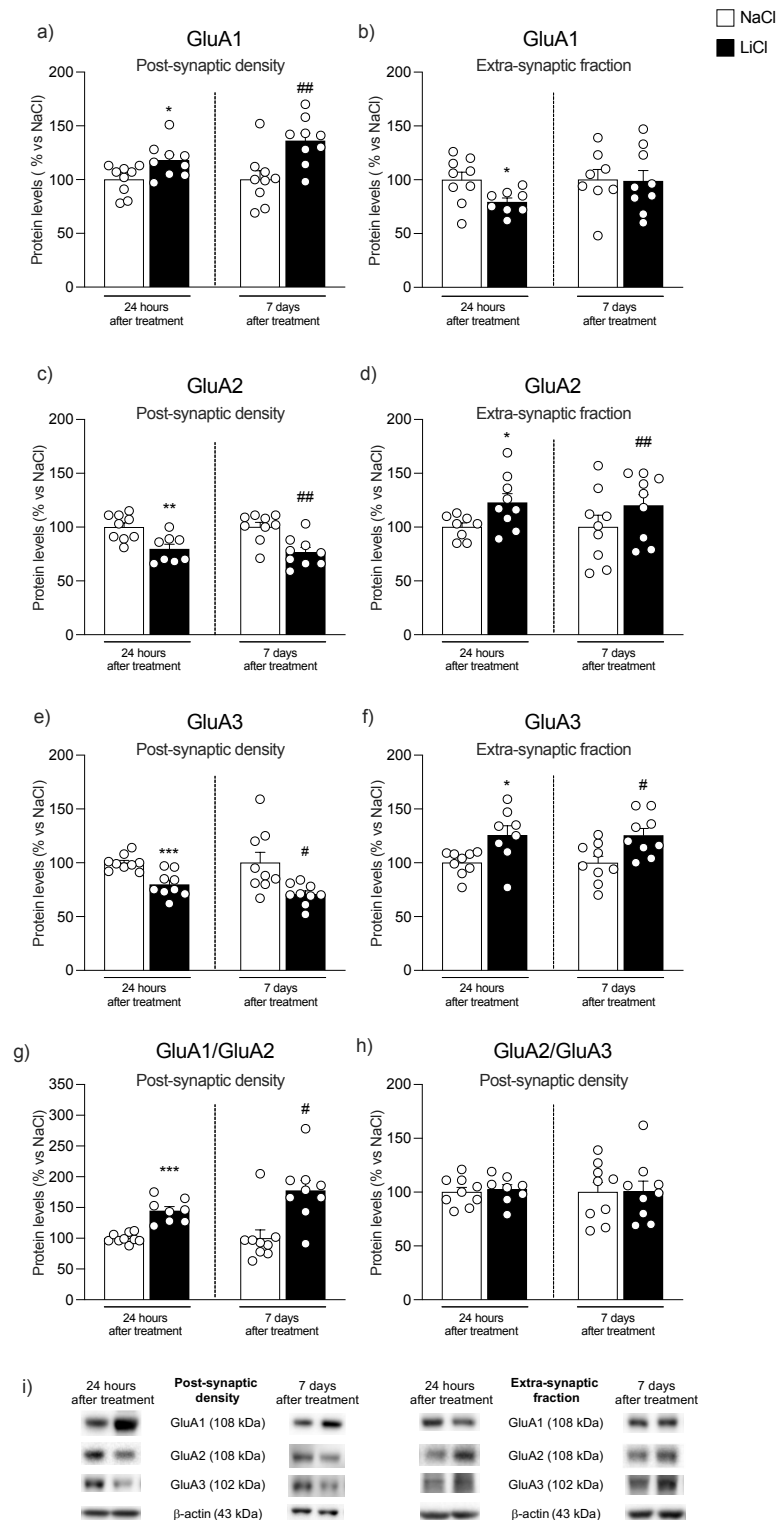 NaCl
LiCl
a)
GluA1
Post-synaptic density
Protein levels ( % vs NaCl)
200
150
100
50
0
*
##
24 hours
after treatment
7 days
after treatment
b)
GluA1
Extra-synaptic fraction
Protein levels (% vs NaCl)
200
150
100
50
0
*
24 hours
after treatment
7 days
after treatment
c)
GluA2
Post-synaptic density
Protein levels (% vs NaCl)
200
150
100
50
0
**
##
24 hours
after treatment
7 days
after treatment
d)
GluA2
Extra-synaptic fraction
Protein levels (% vs NaCl)
200
150
100
50
0
*
##
24 hours
after treatment
7 days
after treatment
e)
GluA3
Post-synaptic density
Protein levels (% vs NaCl)
200
150
100
50
0
***
#
24 hours
after treatment
7 days
after treatment
f)
GluA3
Extra-synaptic fraction
Protein levels (% vs NaCl)
200
150
100
50
0
*
#
24 hours
after treatment
7 days
after treatment
g)
GluA1/GluA2
Post-synaptic density
Protein levels (% vs NaCl)
350
300
250
200
150
100
50
0
***
#
24 hours
after treatment
7 days
after treatment
h)
GluA2/GluA3
Post-synaptic density
Protein levels (% vs NaCl)
200
150
100
50
0
24 hours
after treatment
7 days
after treatment
i)
24 hours
after treatment
Post-synaptic
density
7 days
after treatment
GluA1 (108 kDa)
GluA2 (108 kDa)
GluA3 (102 kDa)
β-actin (43 kDa)
24 hours
after treatment
Extra-synaptic
fraction
7 days
after treatment
GluA1 (108 kDa)
GluA2 (108 kDa)
GluA3 (102 kDa)
β-actin (43 kDa)